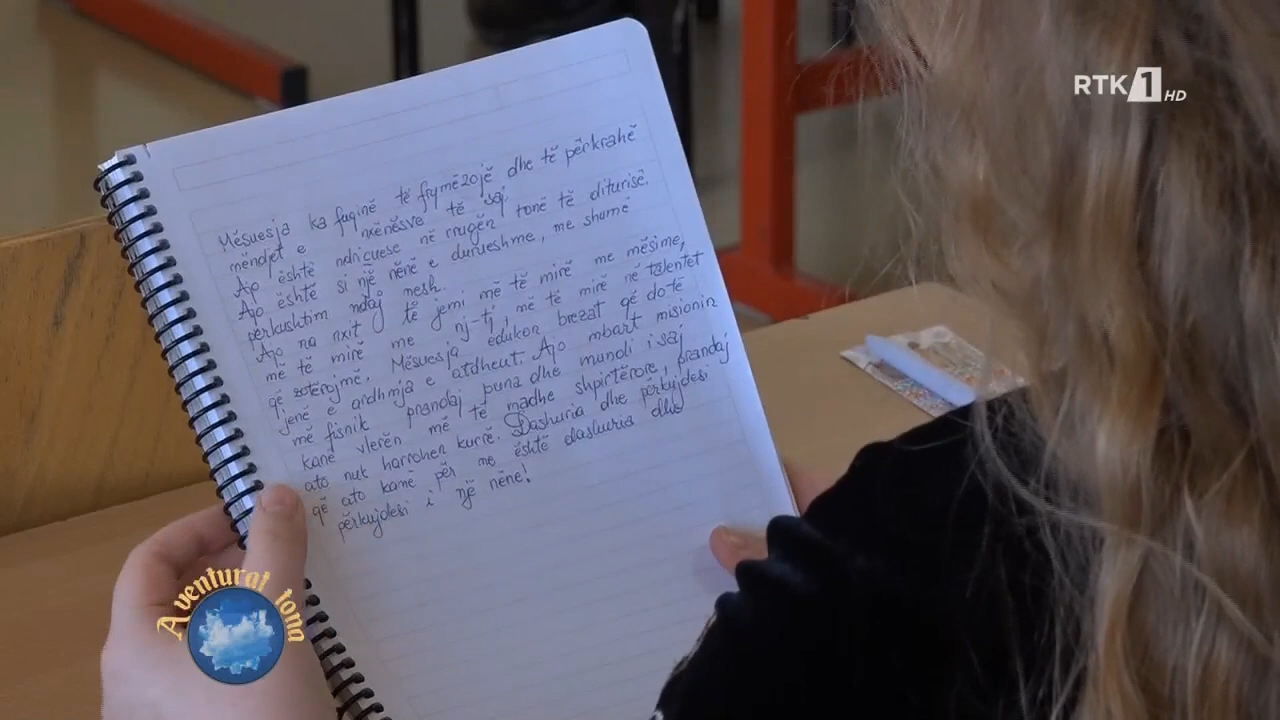 RTK 1 HD
Mësuesja ka fuqinë të frymëzojë dhe të përkrahë
mëndjet e nxënësve të saj.
Ajo është ndriçuese në rrugën tonë të diturisë.
Ajo është si një nënë e durueshme, me shumë
përkushtim ndaj nesh.
Ajo na nxit të jemi më të mirë me mësime,
më të mirë me nj-tj, më të mirë në talentet
që zotërojmë. Mësuesja edukon brezat që do të
jenë e ardhmja e atdheut. Ajo mbart misionin
më fisnik prandaj puna dhe mundi i saj
kanë vlerën më të madhe shpirtërore, prandaj
ato nuk harrohen kurrë. Dashuria dhe përkujdesi
që ato kanë për ne është dashuria dhe
përkujdesi i një nëne!
Aventurat tona